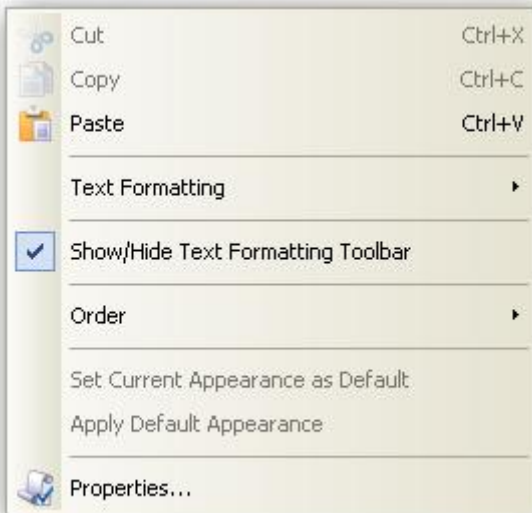 Cut Ctrl+X
Copy Ctrl+C
Paste Ctrl+V
Text Formatting
Show/Hide Text Formatting Toolbar
Order
Set Current Appearance as Default
Apply Default Appearance
Properties...